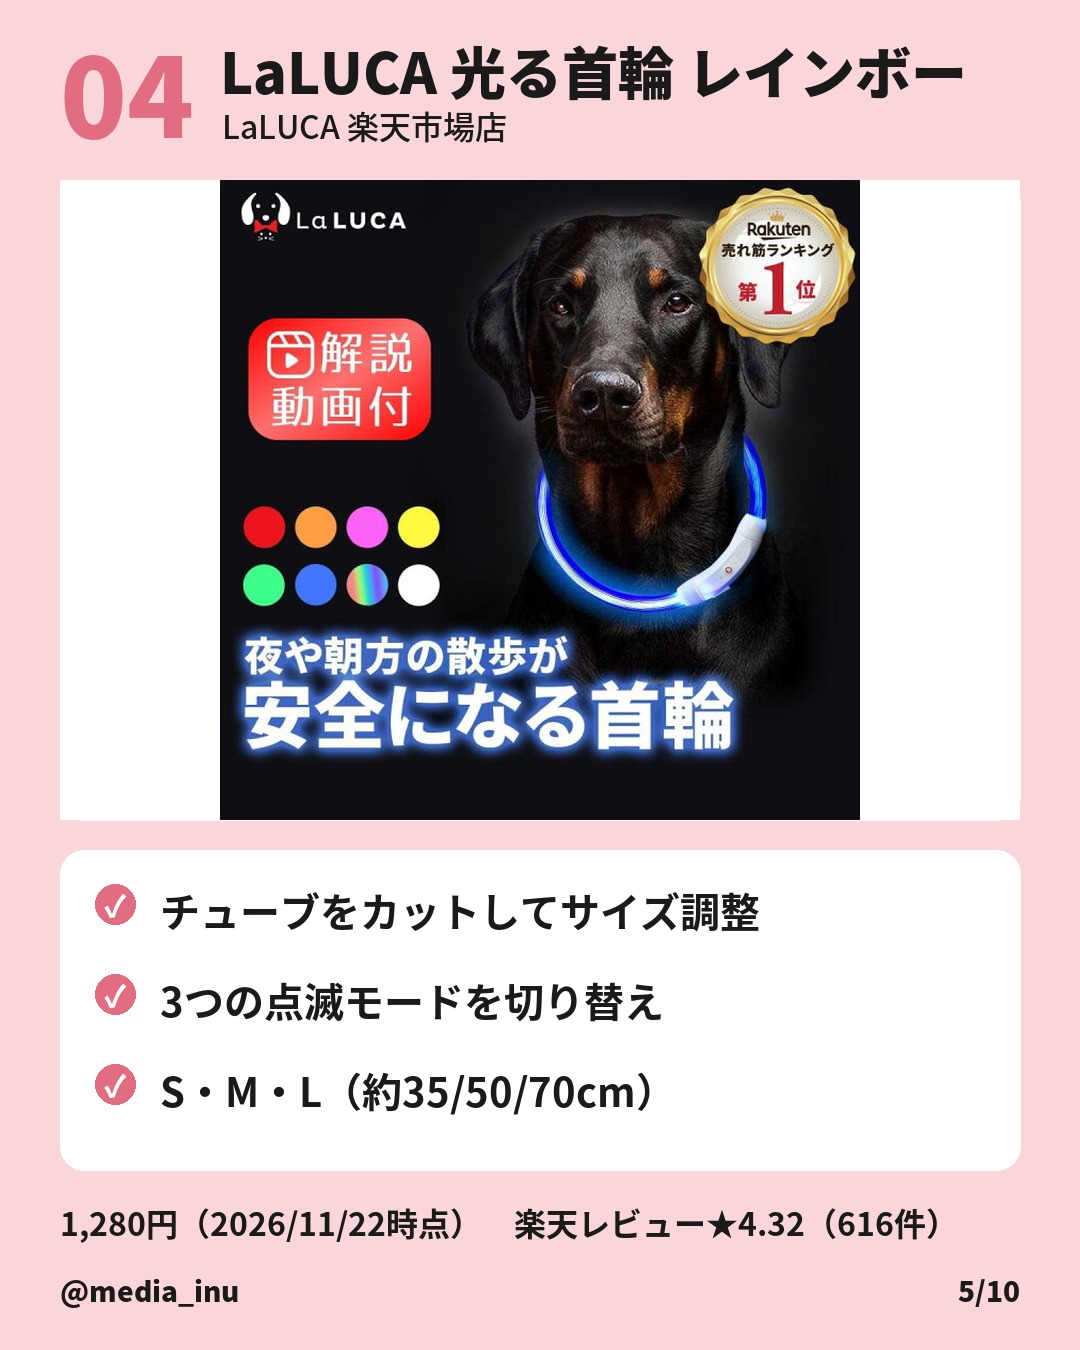 04
LaLUCA 光る首輪 レインボー
LaLUCA 楽天市場店
LaLUCA
Rakuten
売れ筋ランキング
第1位
解説
動画付
夜や朝方の散歩が
安全になる首輪
チューブをカットしてサイズ調整
3つの点滅モードを切り替え
S・M・L（約35/50/70cm）
1,280円（2026/11/22時点） 楽天レビュー★4.32（616件）
@media_inu
5/10